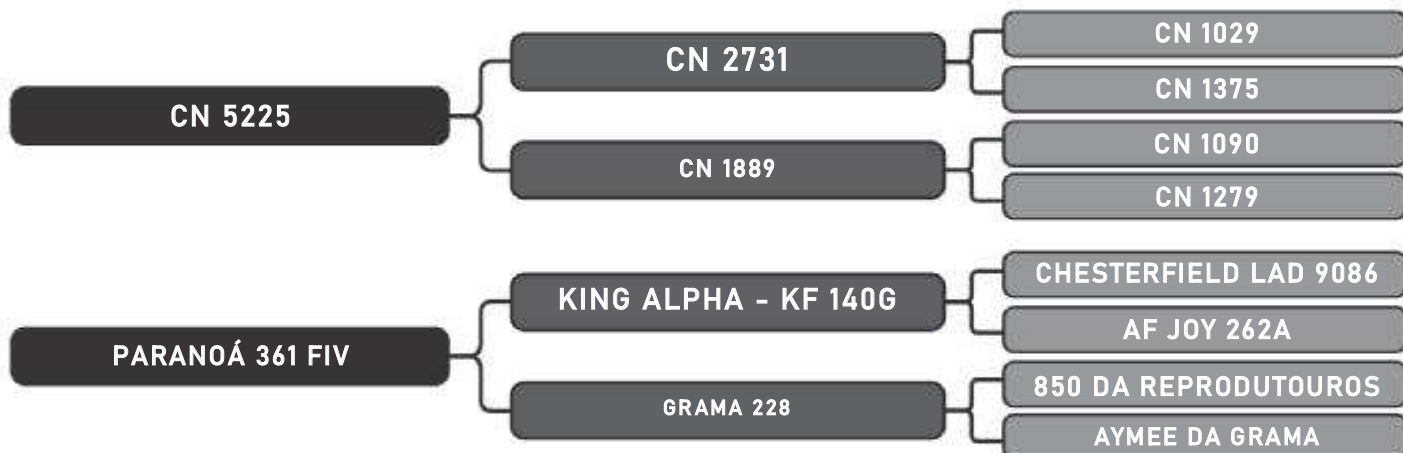 CN 5225
CN 2731
CN 1889
CN 1029
CN 1375
CN 1090
CN 1279
PARANOÁ 361 FIV
KING ALPHA - KF 140G
GRAMA 228
CHESTERFIELD LAD 9086
AF JOY 262A
850 DA REPRODUTOUROS
AYMEE DA GRAMA